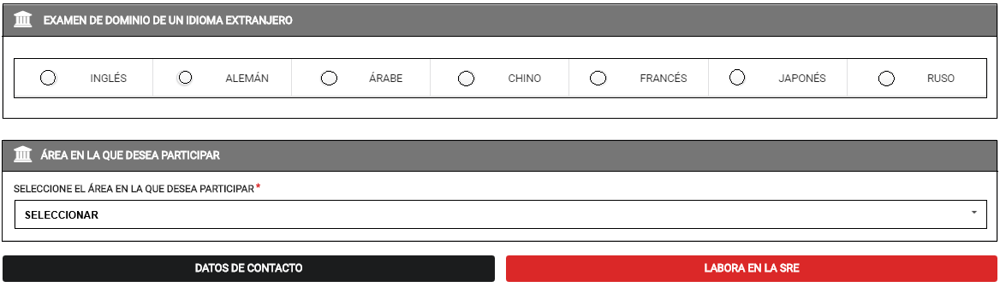 EXAMEN DE DOMINIO DE UN IDIOMA EXTRANJERO
INGLÉS ALEMÁN ÁRABE CHINO FRANCÉS JAPONÉS RUSO
ÁREA EN LA QUE DESEA PARTICIPAR
SELECCIONE EL ÁREA EN LA QUE DESEA PARTICIPAR *
SELECCIONAR
DATOS DE CONTACTO LABORA EN LA SRE